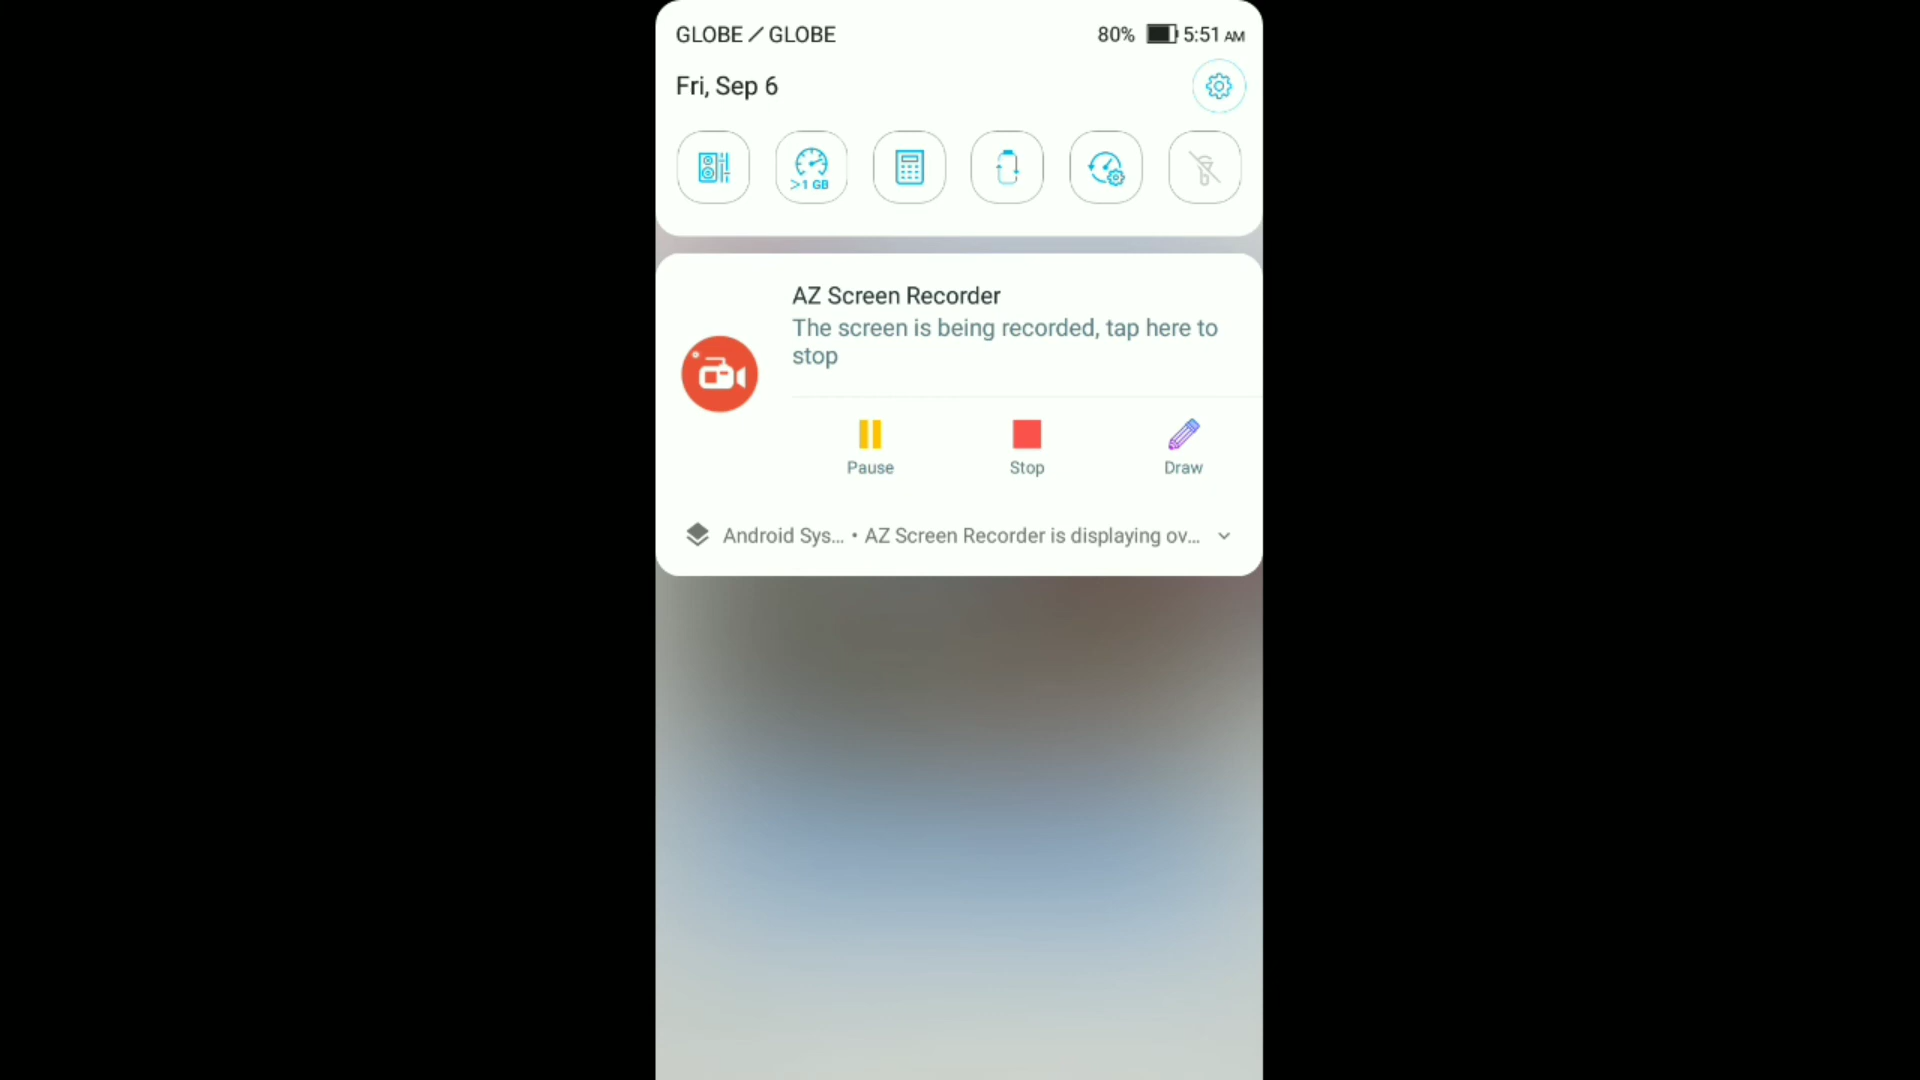 GLOBE / GLOBE
80% 5:51 AM
Fri, Sep 6
>1 GB
AZ Screen Recorder
The screen is being recorded, tap here to
stop
Pause Stop Draw
Android Sys... • AZ Screen Recorder is displaying ov...